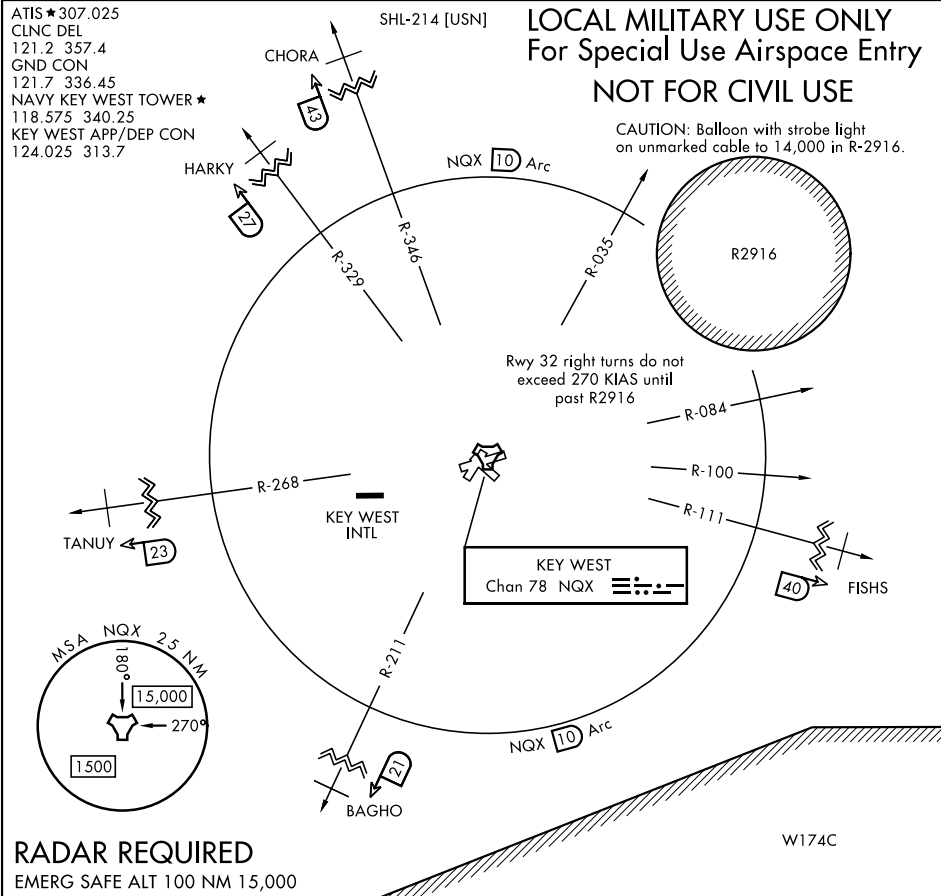 ATIS★307.025
CLNC DEL
121.2 357.4
GND CON
121.7 336.45
NAVY KEY WEST TOWER★
118.575 340.25
KEY WEST APP/DEP CON
124.025 313.7
SHL-214 [USN]
LOCAL MILITARY USE ONLY
For Special Use Airspace Entry
NOT FOR CIVIL USE
CAUTION: Balloon with strobe light
on unmarked cable to 14,000 in R-2916.
CHORA
43
HARKY
27
NQX 10 Arc
R-346
R-329
R-035
R2916
Rwy 32 right turns do not
exceed 270 KIAS until
past R2916
R-084
R-100
R-111
R-268
TANUY
23
KEY WEST
INTL
KEY WEST
Chan 78 NQX
40
FISHS
R-211
MSA NQX 25 NM
180°
15,000
270°
1500
NQX 10 Arc
21
BAGHO
W174C
RADAR REQUIRED
EMERG SAFE ALT 100 NM 15,000